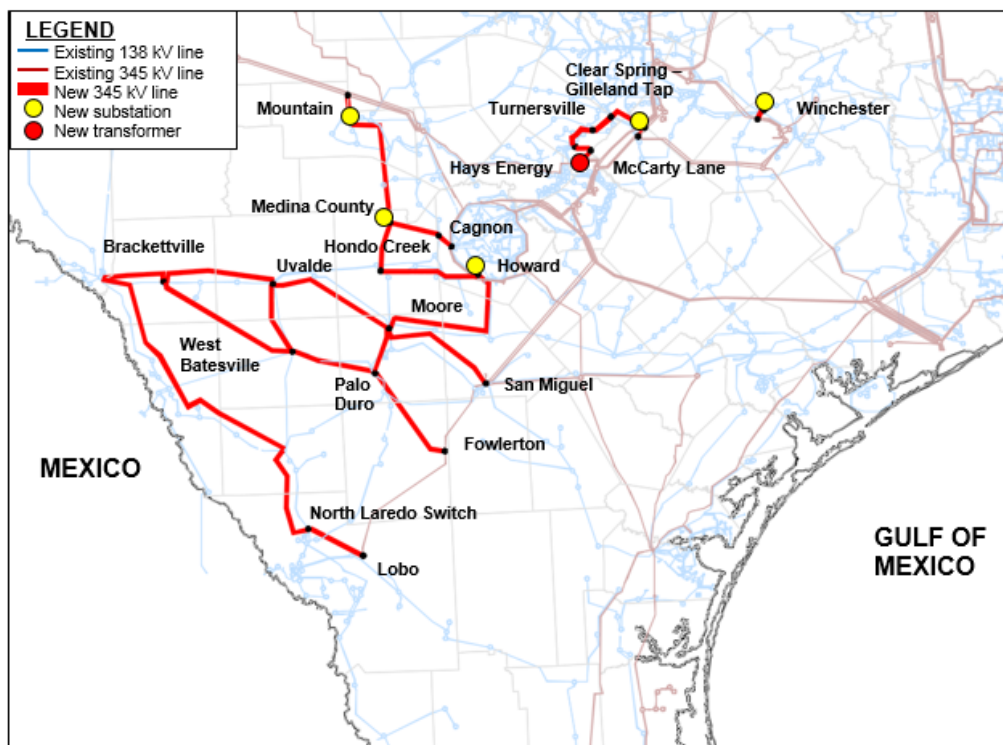 LEGEND
Existing 138 kV line
Existing 345 kV line
New 345 kV line
New substation
New transformer
Clear Spring –
Gilleland Tap
Mountain
Turnersville
Winchester
Hays Energy
McCarty Lane
Medina County
Cagnon
Hondo Creek
Brackettville
Uvalde
Howard
Moore
West
Batesville
Palo
Duro
San Miguel
Fowlerton
MEXICO
North Laredo Switch
Lobo
GULF OF
MEXICO